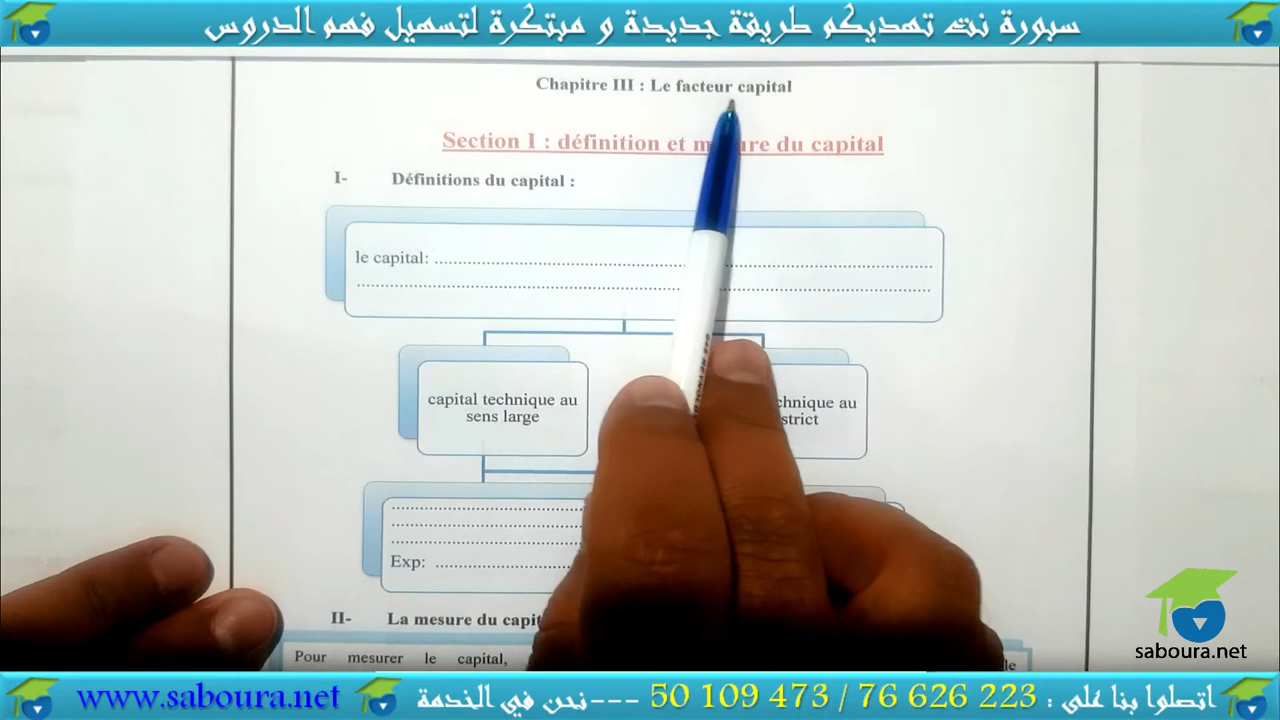 سبورة نت تهديكم طريقة جديدة و مبتكرة لتسهيل فهم الدروس
Chapitre III : Le facteur capital
Section I : définition et mesure du capital
I- Définitions du capital :
le capital: ........................................................................
................................................................................
capital technique au
sens large
chnique au
strict
Exp: ..........................
II- La mesure du capit
Pour mesurer le capital, le
saboura.net
www.saboura.net اتصلوا بنا على : 223 626 76 / 473 109 50 ---نحن في الخدمة